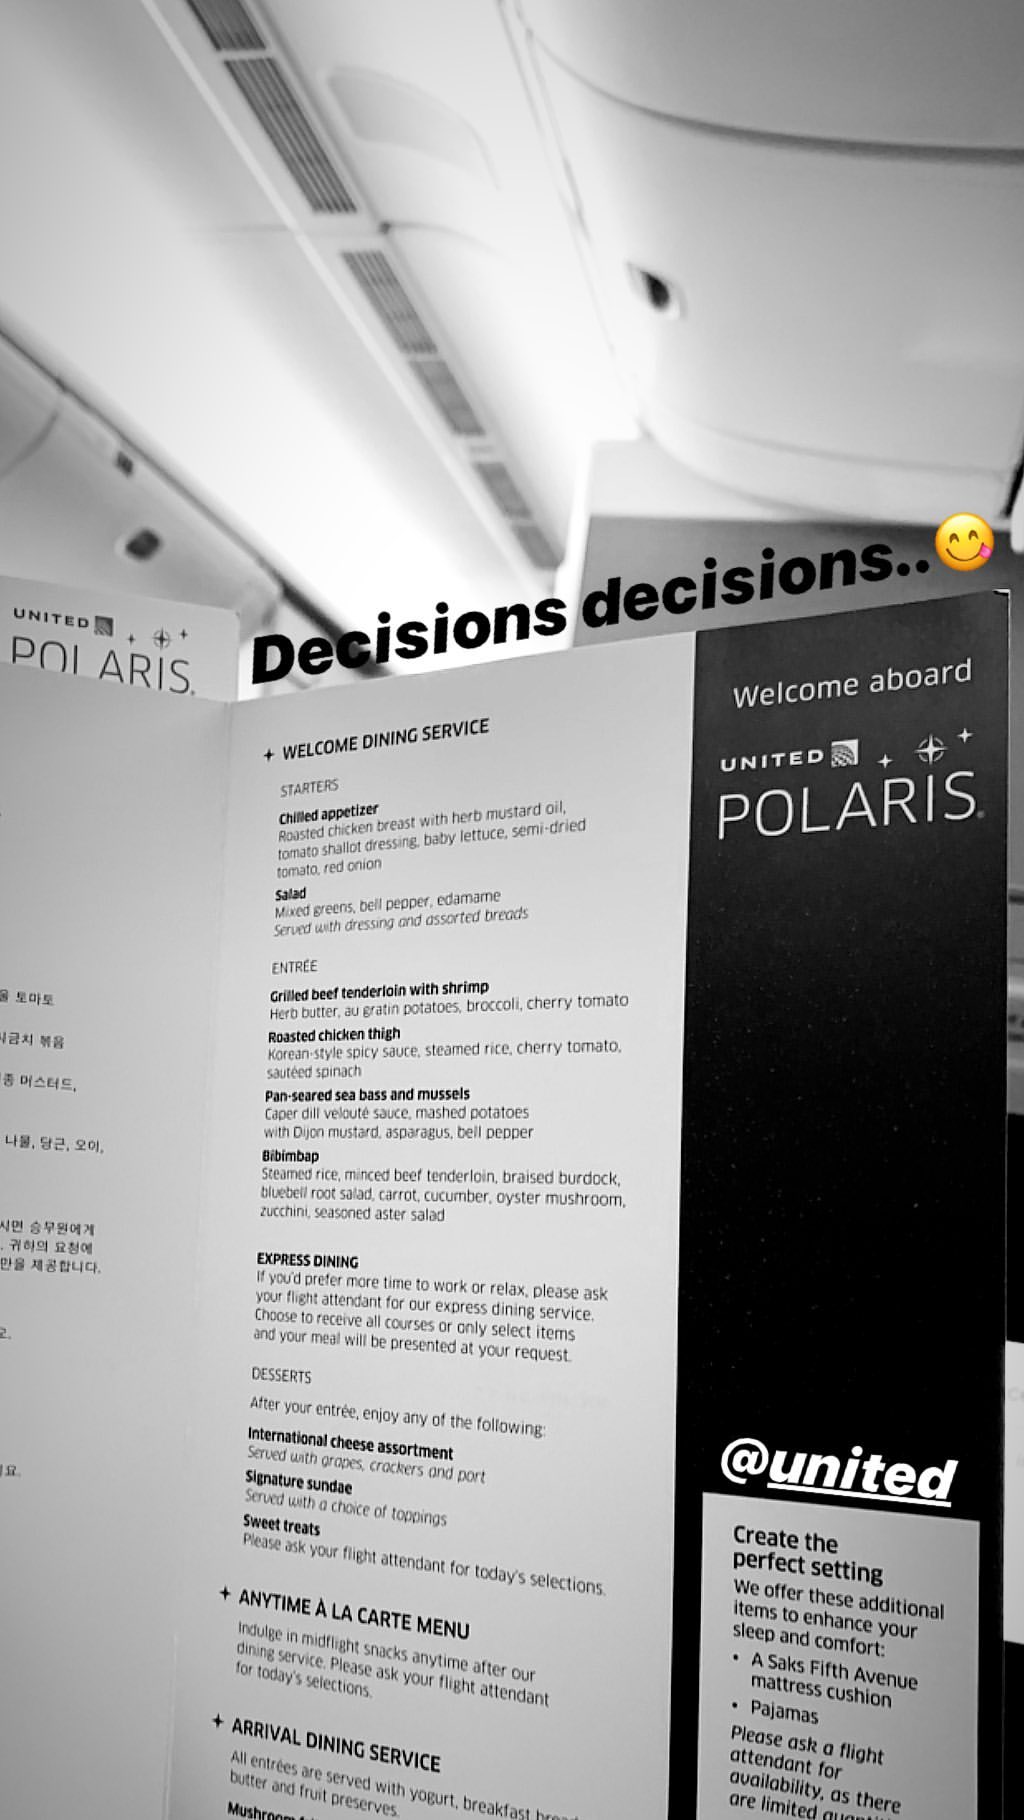 Decisions decisions..😋
UNITED
POLARIS.
을 토마토
시금치 볶음
종 머스터드,
나물, 당근, 오이,
시면 승무원에게
. 귀하의 요청에
만을 제공합니다.
요.
WELCOME DINING SERVICE
STARTERS
Chilled appetizer
Roasted chicken breast with herb mustard oil,
tomato shallot dressing, baby lettuce, semi-dried
tomato, red onion
Salad
Mixed greens, bell pepper, edamame
Served with dressing and assorted breads
ENTRÉE
Grilled beef tenderloin with shrimp
Herb butter, au gratin potatoes, broccoli, cherry tomato
Roasted chicken thigh
Korean-style spicy sauce, steamed rice, cherry tomato,
sautéed spinach
Pan-seared sea bass and mussels
Caper dill velouté sauce, mashed potatoes
with Dijon mustard, asparagus, bell pepper
Bibimbap
Steamed rice, minced beef tenderloin, braised burdock,
bluebell root salad, carrot, cucumber, oyster mushroom,
zucchini, seasoned aster salad
EXPRESS DINING
If you'd prefer more time to work or relax, please ask
your flight attendant for our express dining service.
Choose to receive all courses or only select items
and your meal will be presented at your request.
DESSERTS
After your entrée, enjoy any of the following:
International cheese assortment
Served with grapes, crackers and port
Signature sundae
Served with a choice of toppings
Sweet treats
Please ask your flight attendant for today's selections.
ANYTIME À LA CARTE MENU
Indulge in midflight snacks anytime after our
dining service. Please ask your flight attendant
for today's selections.
ARRIVAL DINING SERVICE
All entrées are served with yogurt, breakfast
butter and fruit preserves.
Welcome aboard
UNITED
POLARIS®
@united
Create the
perfect setting
We offer these additional
items to enhance your
sleep and comfort:
• A Saks Fifth Avenue
mattress cushion
• Pajamas
Please ask a flight
attendant for
availability, as there
are limited